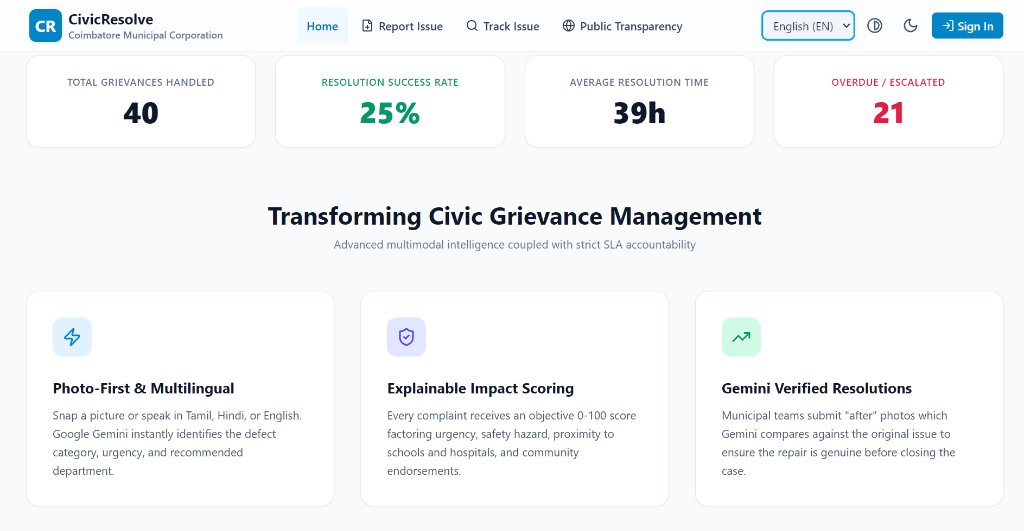 CR
CivicResolve
Coimbatore Municipal Corporation
Home
Report Issue
Track Issue
Public Transparency
English (EN)
Sign In
TOTAL GRIEVANCES HANDLED
40
RESOLUTION SUCCESS RATE
25%
AVERAGE RESOLUTION TIME
39h
OVERDUE / ESCALATED
21
Transforming Civic Grievance Management
Advanced multimodal intelligence coupled with strict SLA accountability
Photo-First & Multilingual
Snap a picture or speak in Tamil, Hindi, or English.
Google Gemini instantly identifies the defect
category, urgency, and recommended
department.
Explainable Impact Scoring
Every complaint receives an objective 0-100 score
factoring urgency, safety hazard, proximity to
schools and hospitals, and community
endorsements.
Gemini Verified Resolutions
Municipal teams submit "after" photos which
Gemini compares against the original issue to
ensure the repair is genuine before closing the
case.